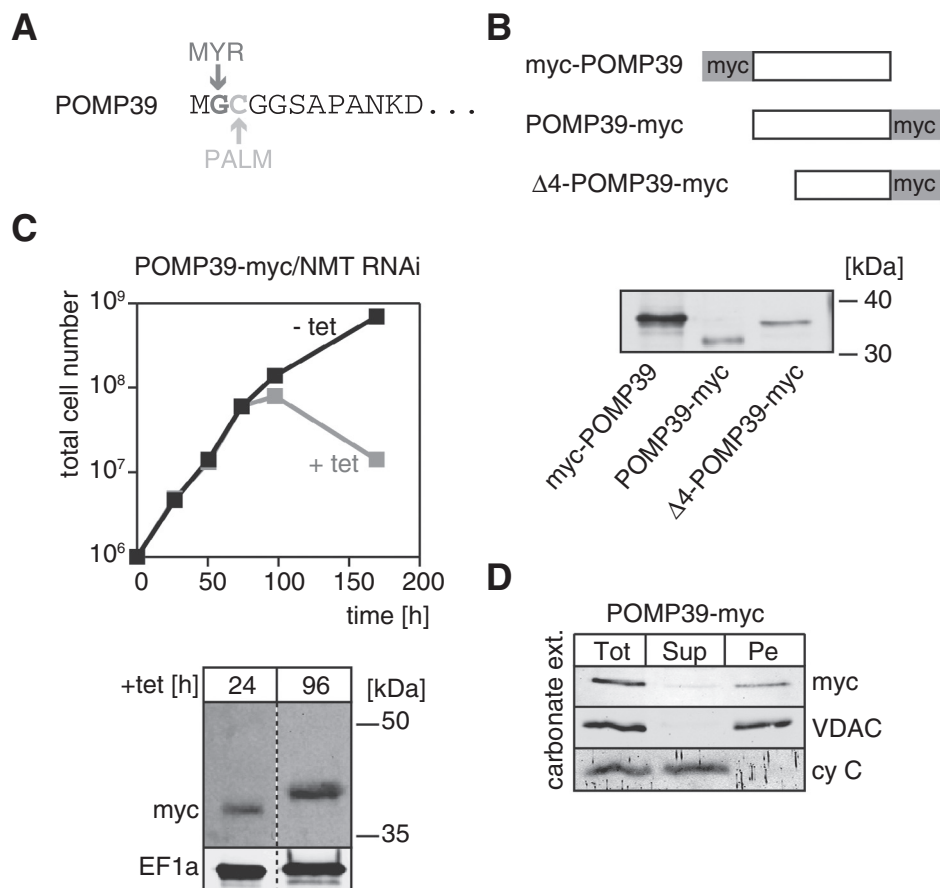 A
MYR
POMP39 MGCGGSAPANKD...
PALM
B
myc-POMP39 myc
POMP39-myc myc
Δ4-POMP39-myc myc
[kDa]
40
30
myc-POMP39
POMP39-myc
Δ4-POMP39-myc
C
POMP39-myc/NMT RNAi
total cell number
10⁹
10⁸
10⁷
10⁶
- tet
+ tet
0 50 100 150 200
time [h]
+tet [h] 24 96 [kDa]
50
myc
35
EF1a
D
POMP39-myc
carbonate ext.
Tot Sup Pe
myc
VDAC
cy C